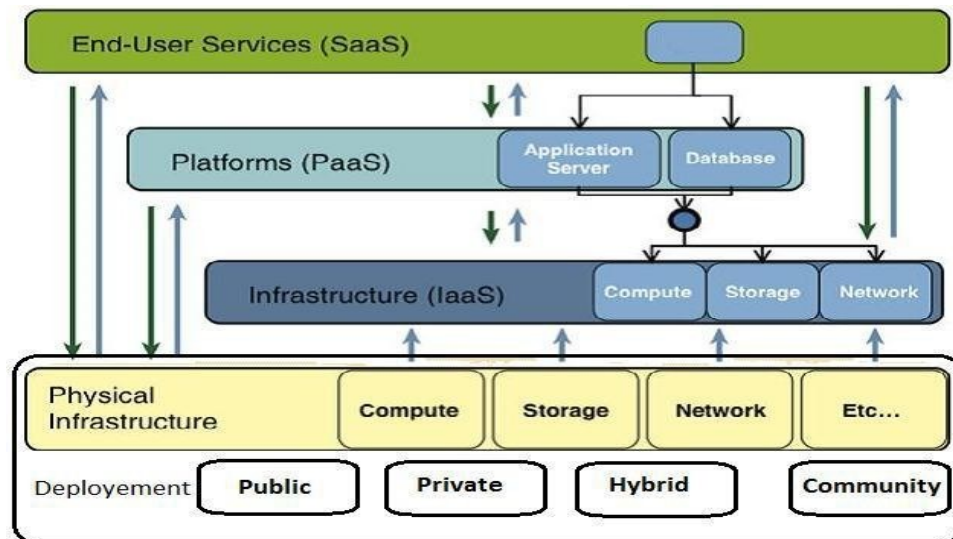 End-User Services (SaaS)
Platforms (PaaS)
Application
Server
Database
Infrastructure (IaaS)
Compute
Storage
Network
Physical
Infrastructure
Compute
Storage
Network
Etc...
Deployement
Public
Private
Hybrid
Community